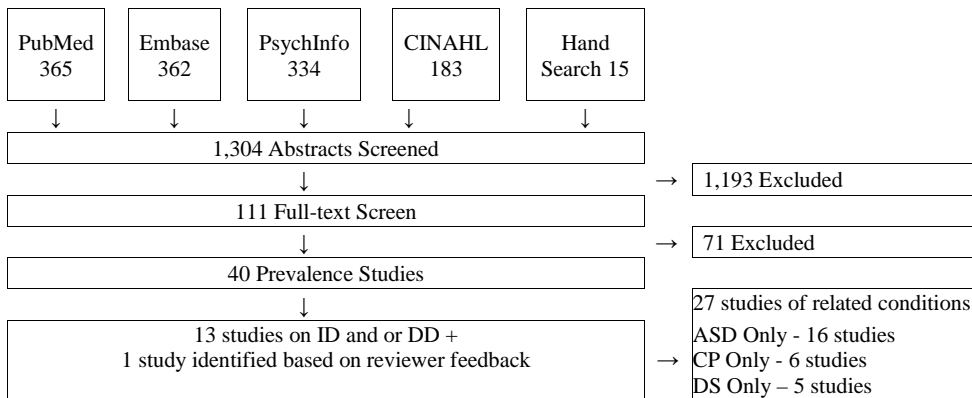 PubMed
365
Embase
362
PsychInfo
334
CINAHL
183
Hand
Search 15
↓ ↓ ↓ ↓ ↓
1,304 Abstracts Screened
↓
→
1,193 Excluded
111 Full-text Screen
↓
→
71 Excluded
40 Prevalence Studies
↓
13 studies on ID and or DD +
1 study identified based on reviewer feedback
→
27 studies of related conditions
ASD Only - 16 studies
CP Only - 6 studies
DS Only – 5 studies